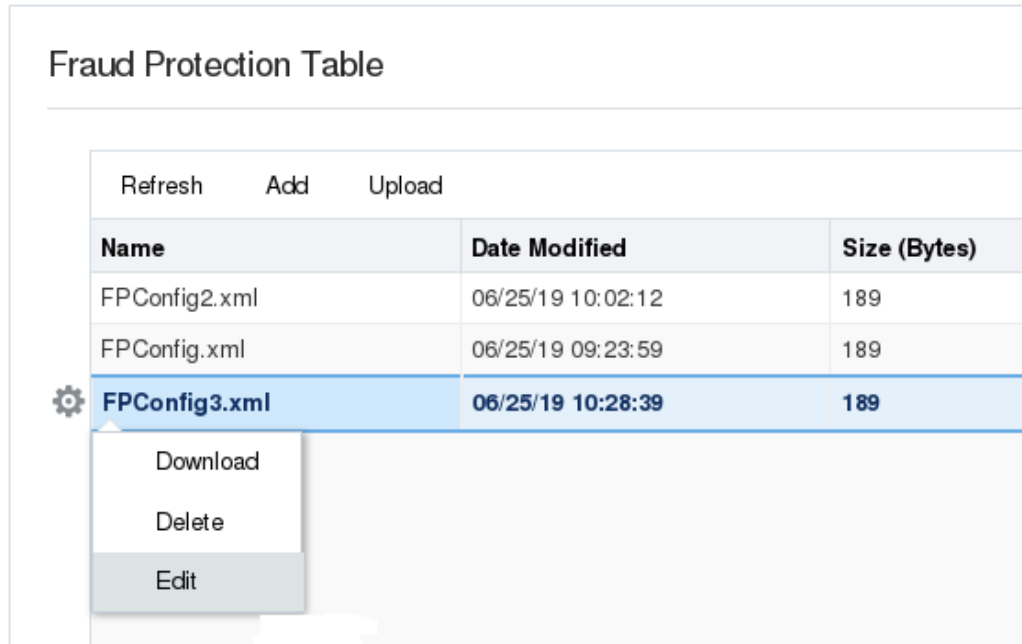 Fraud Protection Table
Refresh Add Upload
Name Date Modified Size (Bytes)
FPConfig2.xml 06/25/19 10:02:12 189
FPConfig.xml 06/25/19 09:23:59 189
FPConfig3.xml 06/25/19 10:28:39 189
Download
Delete
Edit